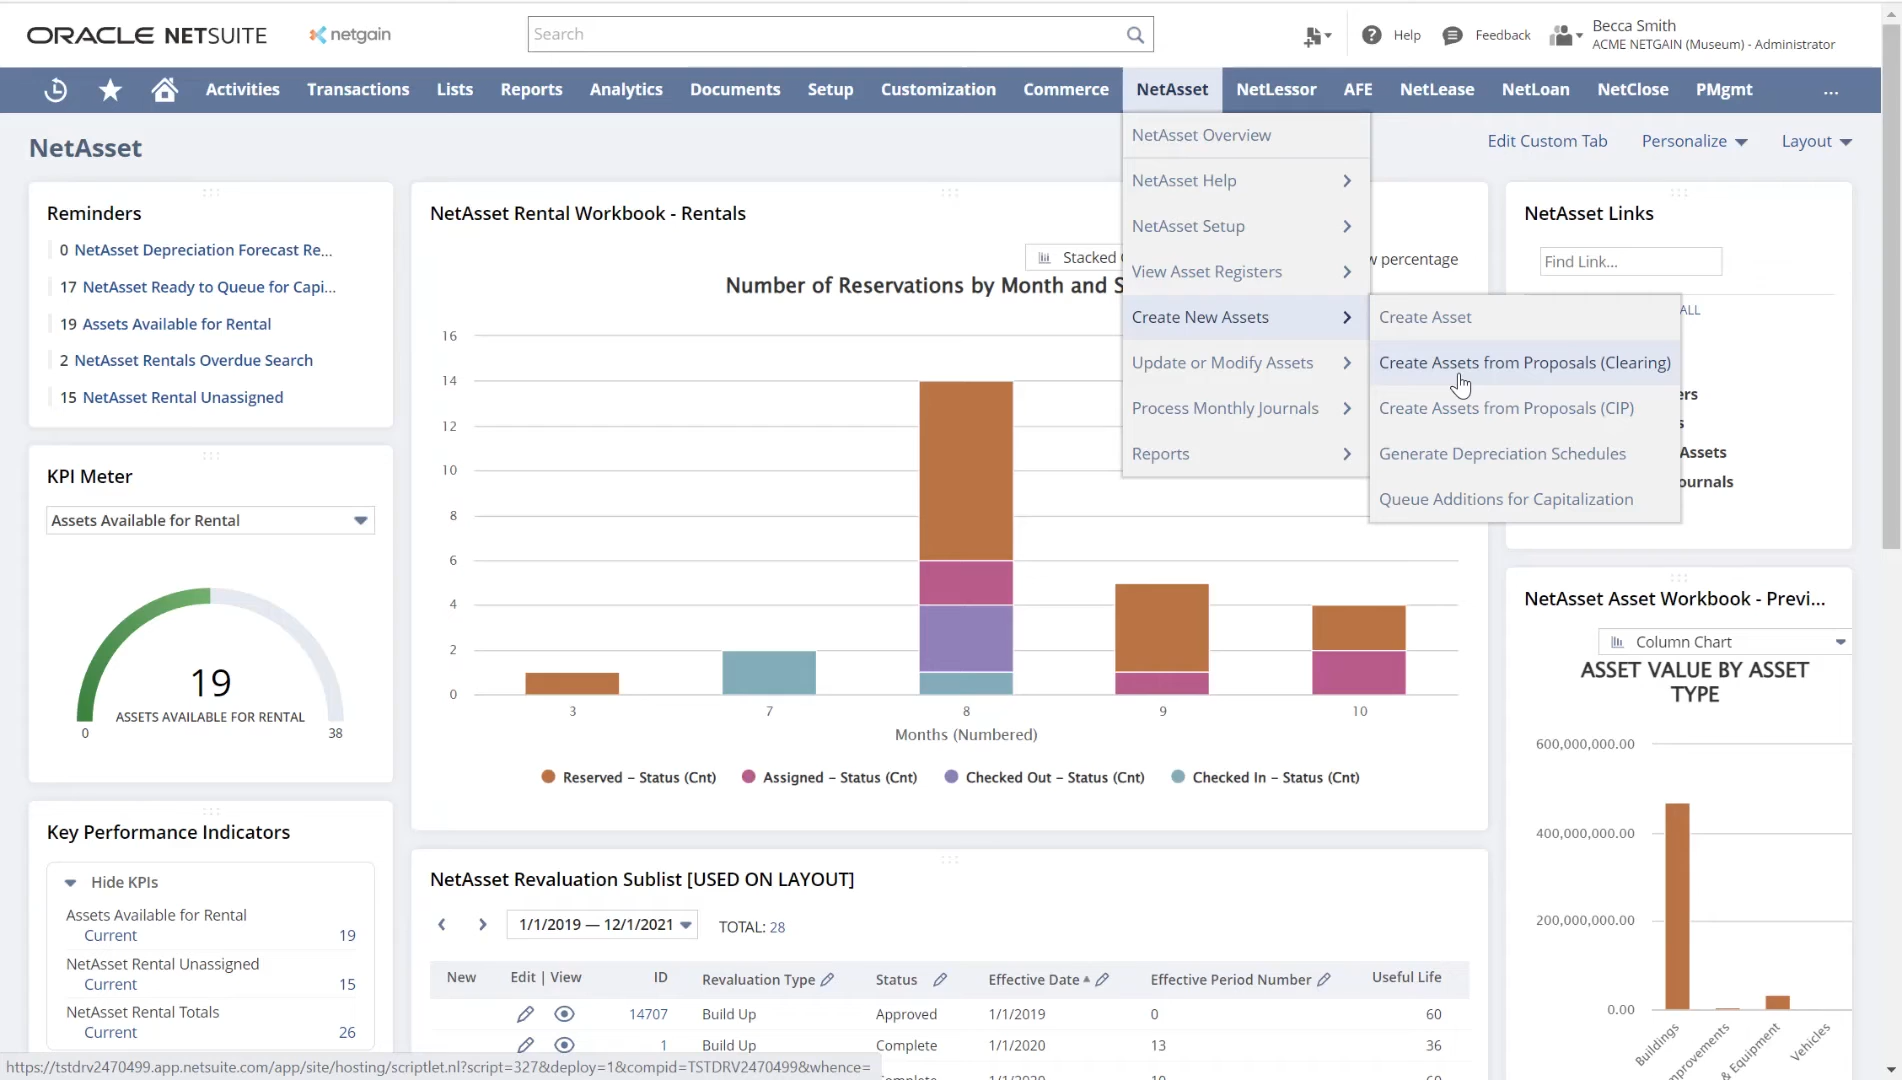 ORACLE NETSUITE
netgain
Search
Help
Feedback
Becca Smith
ACME NETGAIN (Museum) - Administrator
Activities
Transactions
Lists
Reports
Analytics
Documents
Setup
Customization
Commerce
NetAsset
NetLessor
AFE
NetLease
NetLoan
NetClose
PMgmt
...
NetAsset
Edit Custom Tab
Personalize
Layout
NetAsset Overview
NetAsset Help
NetAsset Setup
View Asset Registers
Create New Assets
Update or Modify Assets
Process Monthly Journals
Reports
Create Asset
Create Assets from Proposals (Clearing)
Create Assets from Proposals (CIP)
Generate Depreciation Schedules
Queue Additions for Capitalization
Reminders
0 NetAsset Depreciation Forecast Re...
17 NetAsset Ready to Queue for Capi...
19 Assets Available for Rental
2 NetAsset Rentals Overdue Search
15 NetAsset Rental Unassigned
KPI Meter
Assets Available for Rental
19
ASSETS AVAILABLE FOR RENTAL
0
38
Key Performance Indicators
Hide KPIs
Assets Available for Rental
Current 19
NetAsset Rental Unassigned
Current 15
NetAsset Rental Totals
Current 26
NetAsset Rental Workbook - Rentals
Stacked
percentage
Number of Reservations by Month and S
16
14
12
10
8
6
4
2
0
3
7
8
9
10
Months (Numbered)
Reserved – Status (Cnt)
Assigned – Status (Cnt)
Checked Out – Status (Cnt)
Checked In – Status (Cnt)
NetAsset Revaluation Sublist [USED ON LAYOUT]
1/1/2019 — 12/1/2021
TOTAL: 28
New Edit | View ID Revaluation Type Status Effective Date Effective Period Number Useful Life
14707 Build Up Approved 1/1/2019 0 60
1 Build Up Complete 1/1/2020 13 36
NetAsset Links
Find Link...
ALL
ers
s
Assets
ournals
NetAsset Asset Workbook - Previ...
Column Chart
ASSET VALUE BY ASSET
TYPE
600,000,000.00
400,000,000.00
200,000,000.00
0.00
Buildings
mprovements
& Equipment
Vehicles
https://tstdrv2470499.app.netsuite.com/app/site/hosting/scriptlet.nl?script=327&deploy=1&compid=TSTDRV2470499&whence=